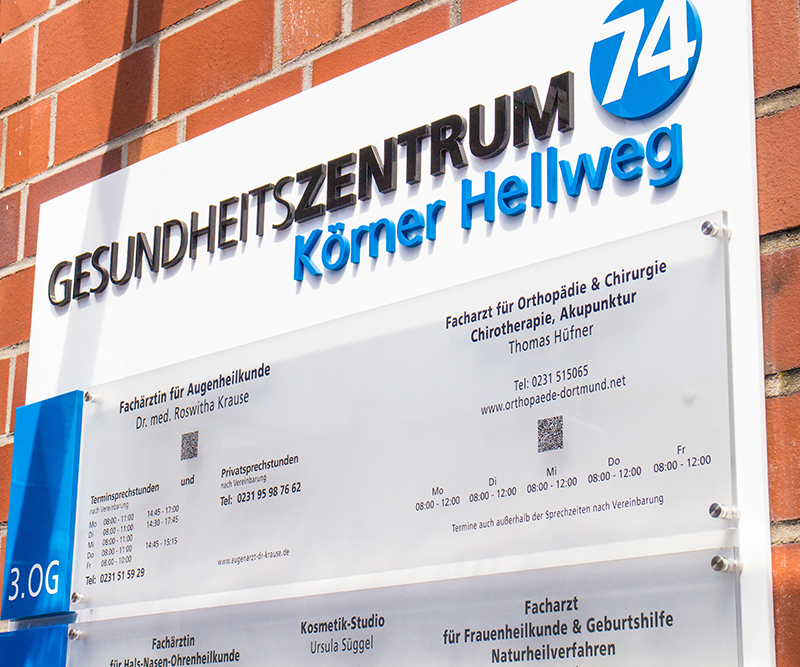 74
GESUNDHEITSZENTRUM
Körner Hellweg
Facharzt für Orthopädie & Chirurgie
Chirotherapie, Akupunktur
Thomas Hüfner
Tel: 0231 515065
www.orthopaede-dortmund.net
Mo Di Mi Do Fr
08:00 - 12:00 08:00 - 12:00 08:00 - 12:00 08:00 - 12:00 08:00 - 12:00
Termine auch außerhalb der Sprechzeiten nach Vereinbarung
Fachärztin für Augenheilkunde
Dr. med. Roswitha Krause
Terminsprechstunden und Privatsprechstunden
nach Vereinbarung nach Vereinbarung
Tel: 0231 95 98 76 62
Mo 08:00 - 11:00 14:45 - 17:00
Di 08:00 - 11:00 14:30 - 17:45
Mi 08:00 - 11:00
Do 08:00 - 11:00 14:45 - 15:15
Fr 08:00 - 10:00
Tel: 0231 51 59 29
www.augenarzt-dr-krause.de
3.OG
Fachärztin
für Hals-Nasen-Ohrenheilkunde
Kosmetik-Studio
Ursula Süggel
Facharzt
für Frauenheilkunde & Geburtshilfe
Naturheilverfahren